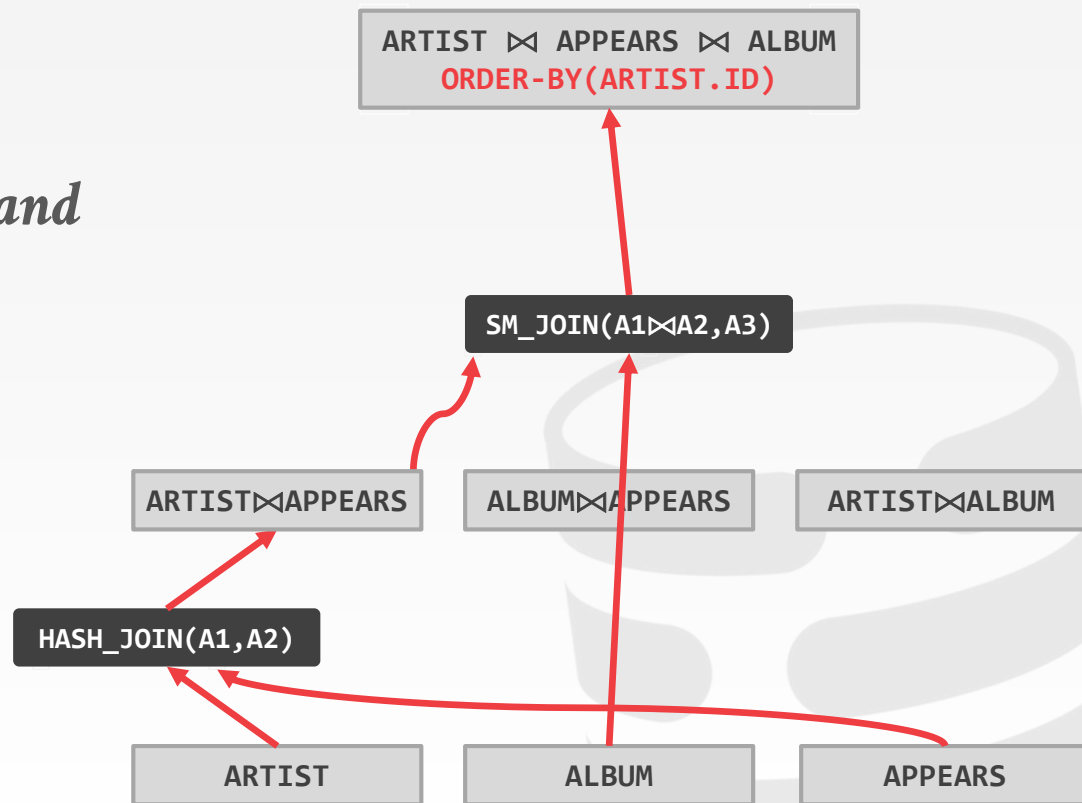 ARTIST ⋈ APPEARS ⋈ ALBUM
ORDER-BY(ARTIST.ID)
and
SM_JOIN(A1⋈A2,A3)
ARTIST⋈APPEARS
ALBUM⋈APPEARS
ARTIST⋈ALBUM
HASH_JOIN(A1,A2)
ARTIST
ALBUM
APPEARS